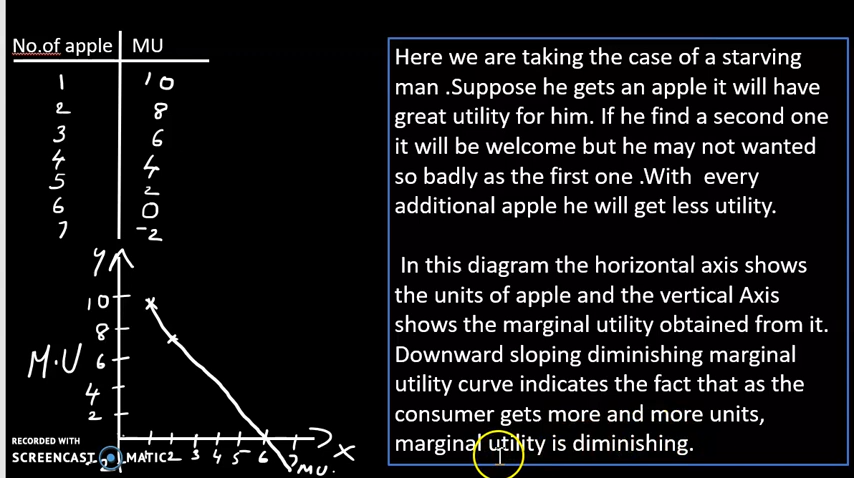 No.of apple MU
1 10
2 8
3 6
4 4
5 2
6 0
7 -2
Y
10
8
M.U 6
4
2
1 2 3 4 5 6 7 X
MU.
RECORDED WITH
SCREENCAST MATIC
Here we are taking the case of a starving
man .Suppose he gets an apple it will have
great utility for him. If he find a second one
it will be welcome but he may not wanted
so badly as the first one .With every
additional apple he will get less utility.
In this diagram the horizontal axis shows
the units of apple and the vertical Axis
shows the marginal utility obtained from it.
Downward sloping diminishing marginal
utility curve indicates the fact that as the
consumer gets more and more units,
marginal utility is diminishing.